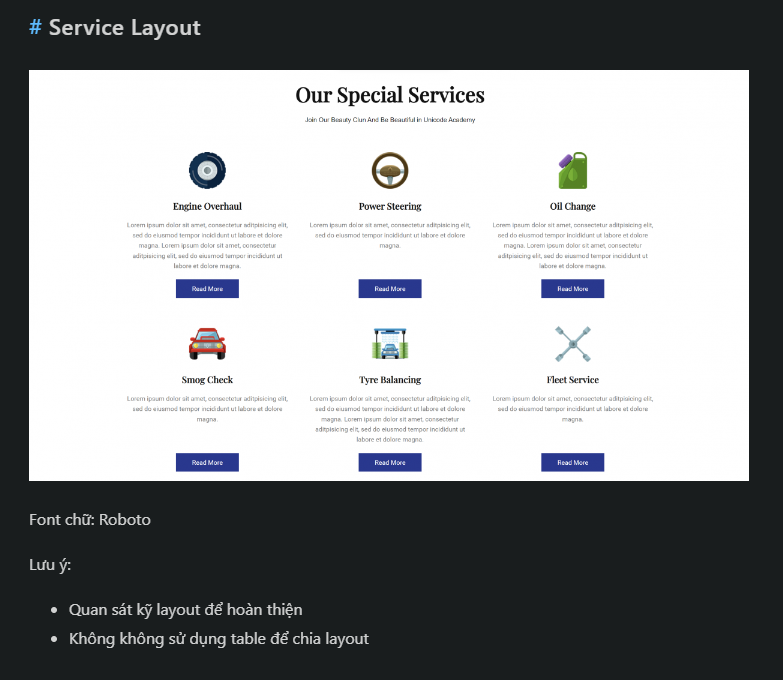 # Service Layout
Our Special Services
Join Our Beauty Clun And Be Beautiful in Unicode Academy
Engine Overhaul
Power Steering
Oil Change
Lorem ipsum dolor sit amet, consectetur aditpisicing elit,
sed do eiusmod tempor incididunt ut labore et dolore
magna. Lorem ipsum dolor sit amet, consectetur
aditpisicing elit, sed do eiusmod tempor incididunt ut
labore et dolore magna.
Lorem ipsum dolor sit amet, consectetur aditpisicing elit,
sed do eiusmod tempor incididunt ut labore et dolore
magna.
Lorem ipsum dolor sit amet, consectetur aditpisicing elit,
sed do eiusmod tempor incididunt ut labore et dolore
magna. Lorem ipsum dolor sit amet, consectetur
aditpisicing elit, sed do eiusmod tempor incididunt ut
labore et dolore magna.
Read More
Read More
Read More
Smog Check
Tyre Balancing
Fleet Service
Lorem ipsum dolor sit amet, consectetur aditpisicing elit,
sed do eiusmod tempor incididunt ut labore et dolore
magna.
Lorem ipsum dolor sit amet, consectetur aditpisicing elit,
sed do eiusmod tempor incididunt ut labore et dolore
magna. Lorem ipsum dolor sit amet, consectetur
aditpisicing elit, sed do eiusmod tempor incididunt ut
labore et dolore magna.
Lorem ipsum dolor sit amet, consectetur aditpisicing elit,
sed do eiusmod tempor incididunt ut labore et dolore
magna.
Read More
Read More
Read More
Font chữ: Roboto
Lưu ý:
• Quan sát kỹ layout để hoàn thiện
• Không không sử dụng table để chia layout